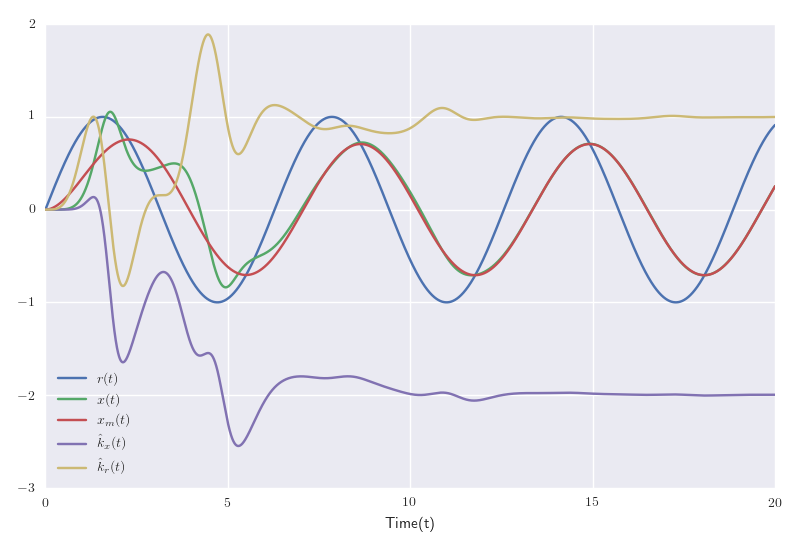 2
1
0
−1
−2
−3
r(t)
x(t)
x_m(t)
k̂_x(t)
k̂_r(t)
0 5 10 15 20
Time(t)